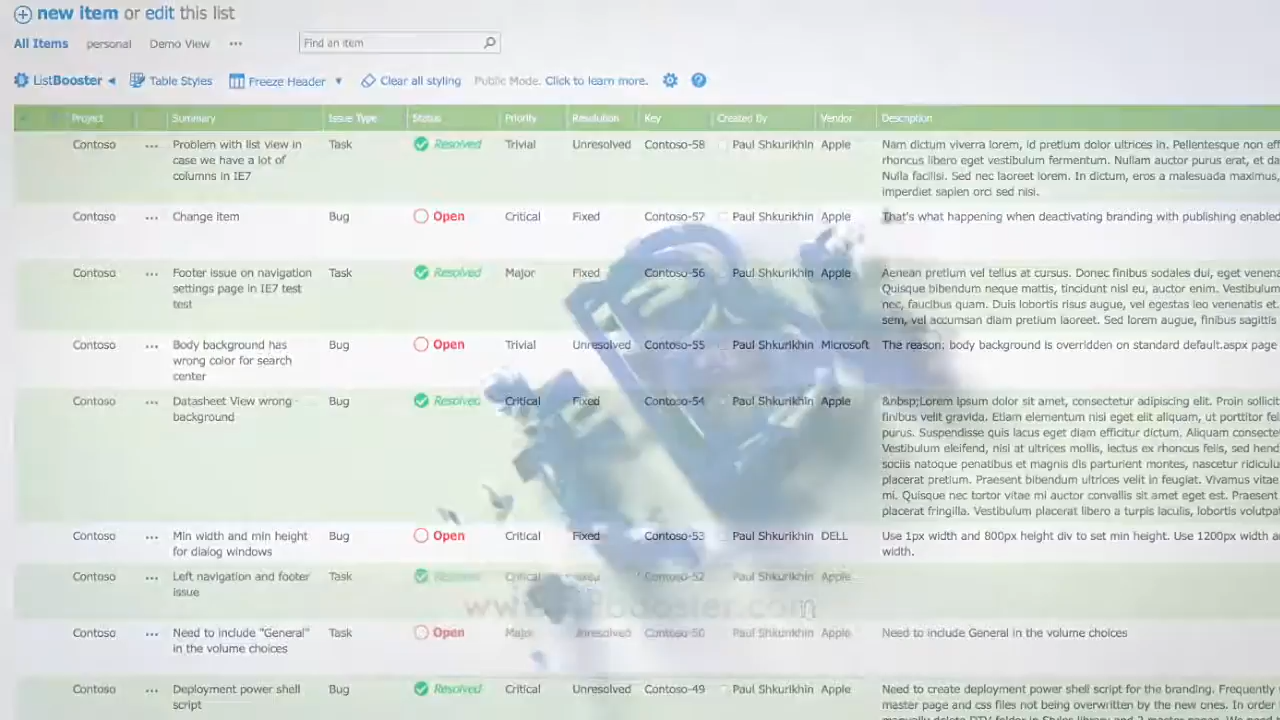 new item or edit this list
All Items personal Demo View ... Find an item
ListBooster Table Styles Freeze Header Clear all styling Public Mode. Click to learn more.
Project Summary Issue Type Status Priority Resolution Key Created By Vendor Description
Contoso ... Problem with list view in Task Resolved Trivial Unresolved Contoso-58 Paul Shkurikhin Apple Nam dictum viverra lorem, id pretium dolor ultrices in. Pellentesque non eff
case we have a lot of rhoncus libero eget vestibulum fermentum. Nullam auctor purus erat, et da
columns in IE7 Nulla facilisi. Sed nec laoreet lorem. In dictum, eros a malesuada maximus,
imperdiet sapien orci sed nisi.
Contoso ... Change item Bug Open Critical Fixed Contoso-57 Paul Shkurikhin Apple That's what happening when deactivating branding with publishing enabled
Contoso ... Footer issue on navigation Task Resolved Major Fixed Contoso-56 Paul Shkurikhin Apple Aenean pretium vel tellus at cursus. Donec finibus sodales dui, eget venena
settings page in IE7 test Quisque bibendum neque mattis, tincidunt nisl eu, auctor enim. Vestibulum
test nec, faucibus quam. Duis lobortis risus augue, vel egestas leo venenatis et.
sem, vel accumsan diam pretium laoreet. Sed lorem augue, finibus sagittis
Contoso ... Body background has Bug Open Trivial Unresolved Contoso-55 Paul Shkurikhin Microsoft The reason: body background is overridden on standard default.aspx page
wrong color for search
center
Contoso ... Datasheet View wrong Bug Resolved Critical Fixed Contoso-54 Paul Shkurikhin Apple &nbsp;Lorem ipsum dolor sit amet, consectetur adipiscing elit. Proin sollicit
background finibus velit gravida. Etiam elementum nisi eget elit aliquam, ut porttitor fel
purus. Suspendisse quis lacus eget diam efficitur dictum. Aliquam consecte
Vestibulum eleifend, nisi at ultrices mollis, lectus ex rhoncus felis, sed hend
sociis natoque penatibus et magnis dis parturient montes, nascetur ridiculu
placerat pretium. Praesent bibendum ultrices velit in feugiat. Vivamus vitae
mi. Quisque nec tortor vitae mi auctor convallis sit amet eget est. Praesent
placerat fringilla. Vestibulum placerat libero a turpis iaculis, lobortis volutpa
Contoso ... Min width and min height Bug Open Critical Fixed Contoso-53 Paul Shkurikhin DELL Use 1px width and 800px height div to set min height. Use 1200px width a
for dialog windows width.
Contoso ... Left navigation and footer Task Resolved Critical Contoso-52 Paul Shkurikhin Apple
issue
Contoso ... Need to include "General" Task Open Major Unresolved Contoso-50 Paul Shkurikhin Apple Need to include General in the volume choices
in the volume choices
Contoso ... Deployment power shell Bug Resolved Critical Unresolved Contoso-49 Paul Shkurikhin Apple Need to create deployment power shell script for the branding. Frequently
script master page and css files not being overwritten by the new ones. In order